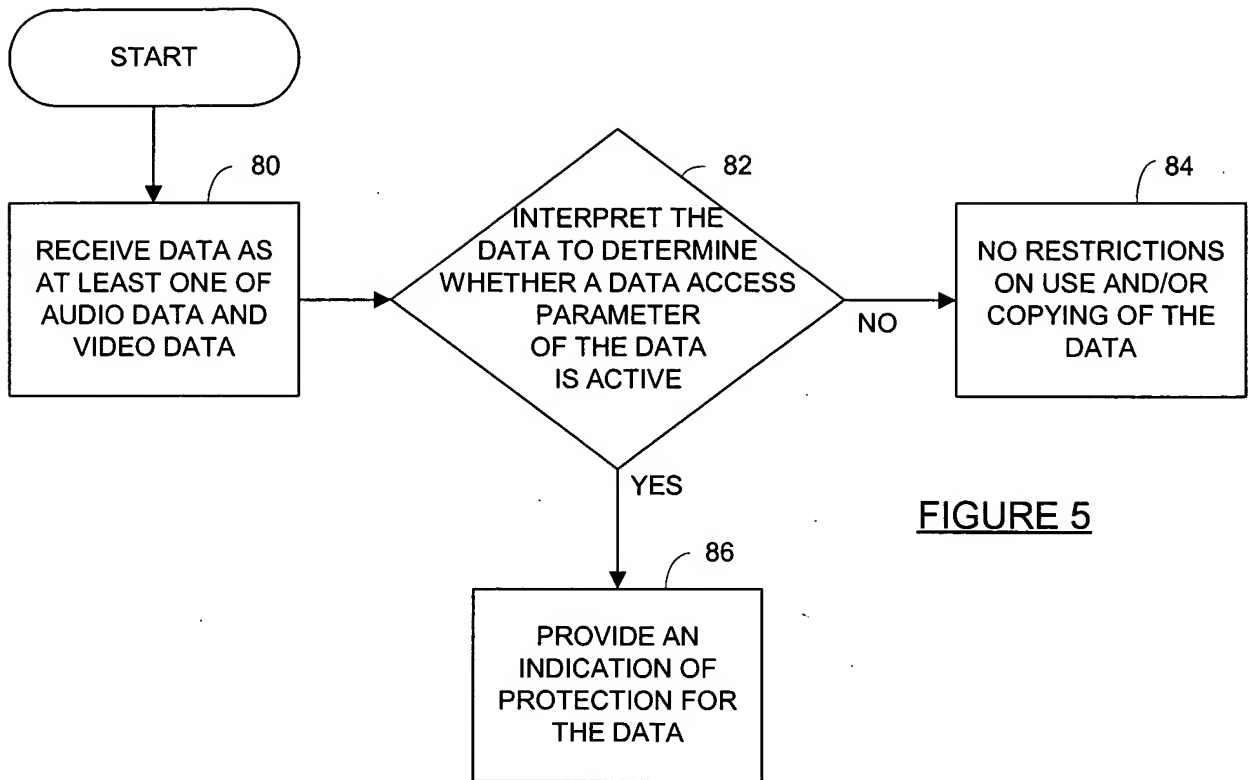 START
80
RECEIVE DATA AS
AT LEAST ONE OF
AUDIO DATA AND
VIDEO DATA
82
INTERPRET THE
DATA TO DETERMINE
WHETHER A DATA ACCESS
PARAMETER
OF THE DATA
IS ACTIVE
NO
84
NO RESTRICTIONS
ON USE AND/OR
COPYING OF THE
DATA
YES
FIGURE 5
86
PROVIDE AN
INDICATION OF
PROTECTION FOR
THE DATA